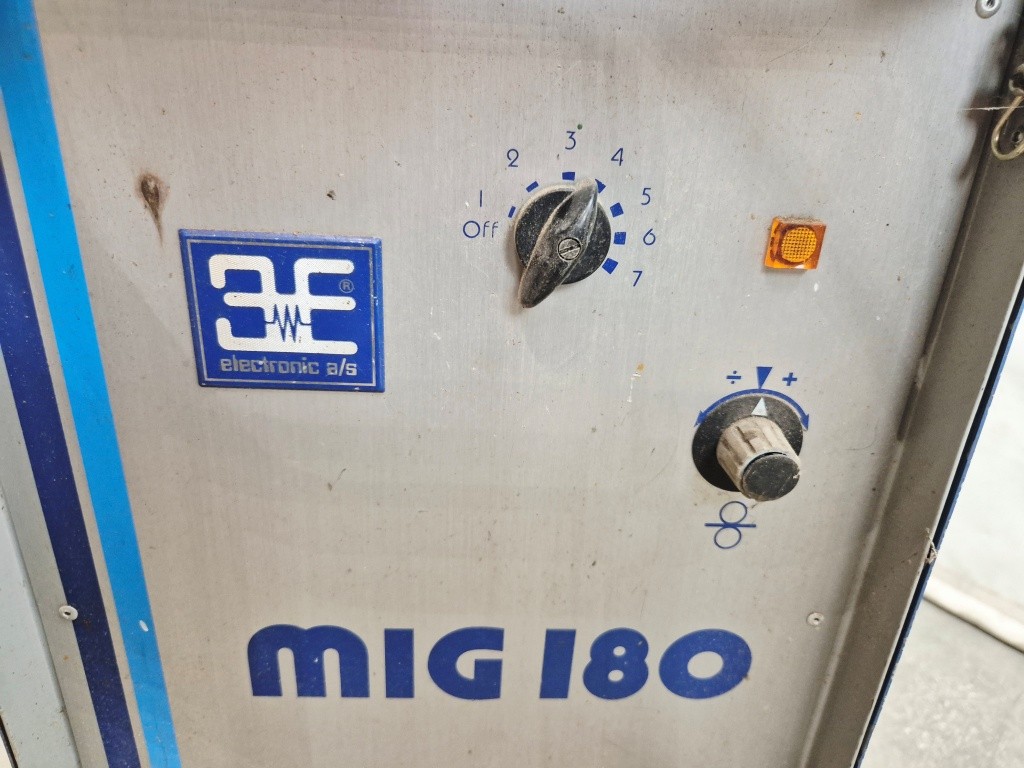 3
2 4
1 5
Off 6
7
3E ®
electronic a/s
÷ +
MIG 180